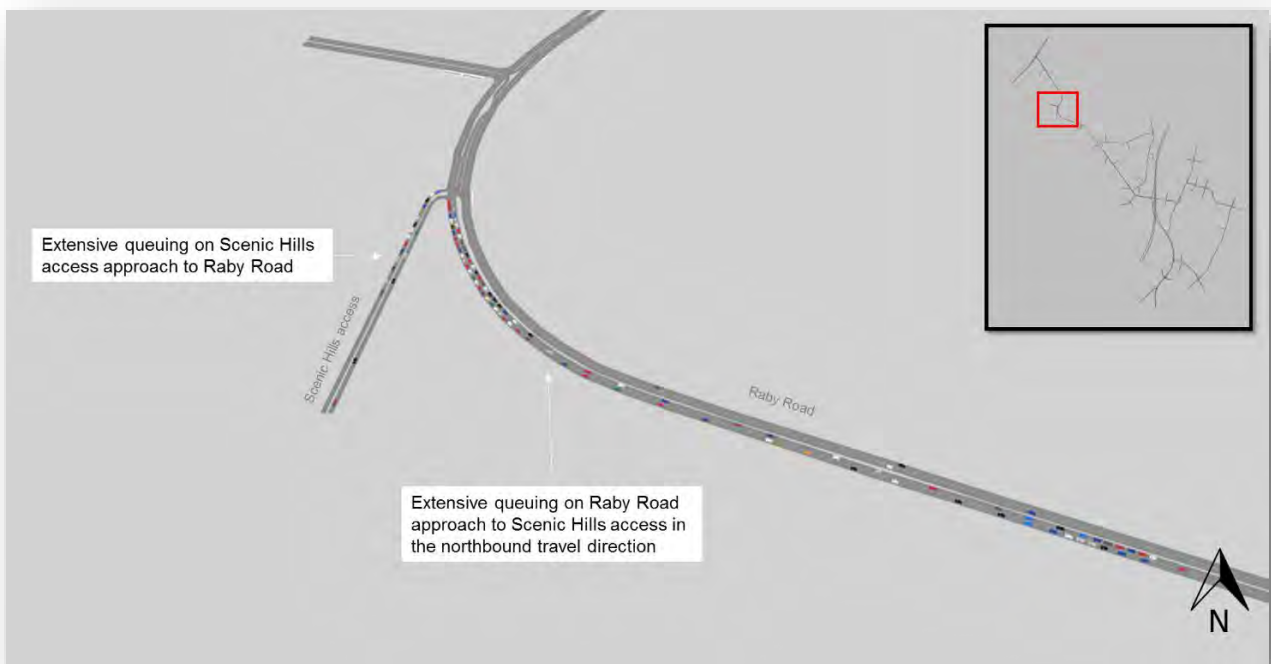 Extensive queuing on Scenic Hills
access approach to Raby Road
Scenic Hills access
Raby Road
Extensive queuing on Raby Road
approach to Scenic Hills access in
the northbound travel direction
N